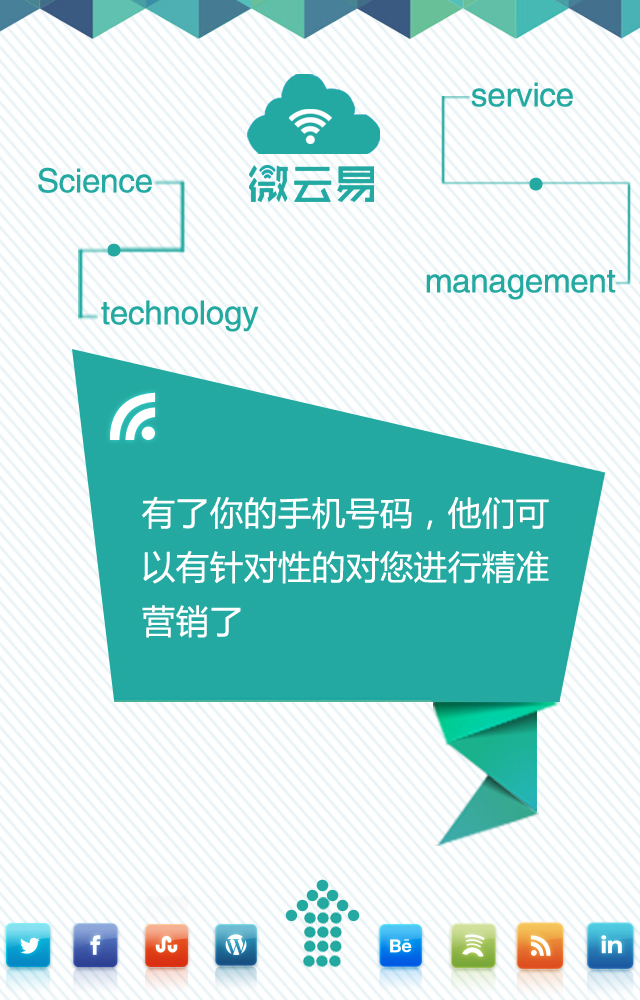 service
微云易
Science
management
technology
有了你的手机号码，他们可
以有针对性的对您进行精准
营销了
f
Bē
in